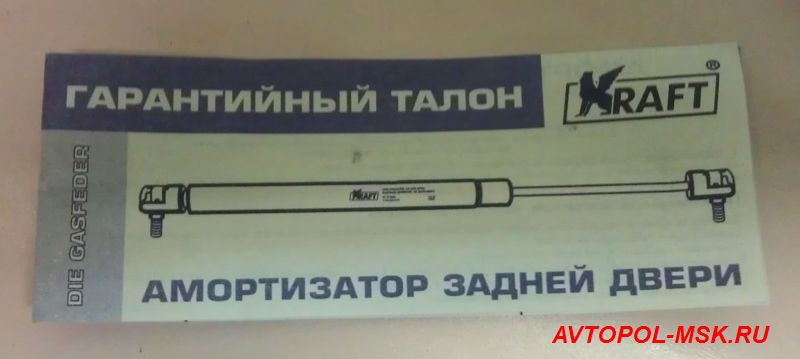 ГАРАНТИЙНЫЙ ТАЛОН
KRAFT®
DIE GASFEDER
KRAFT
АМОРТИЗАТОР ЗАДНЕЙ ДВЕРИ
AVTOPOL-MSK.RU